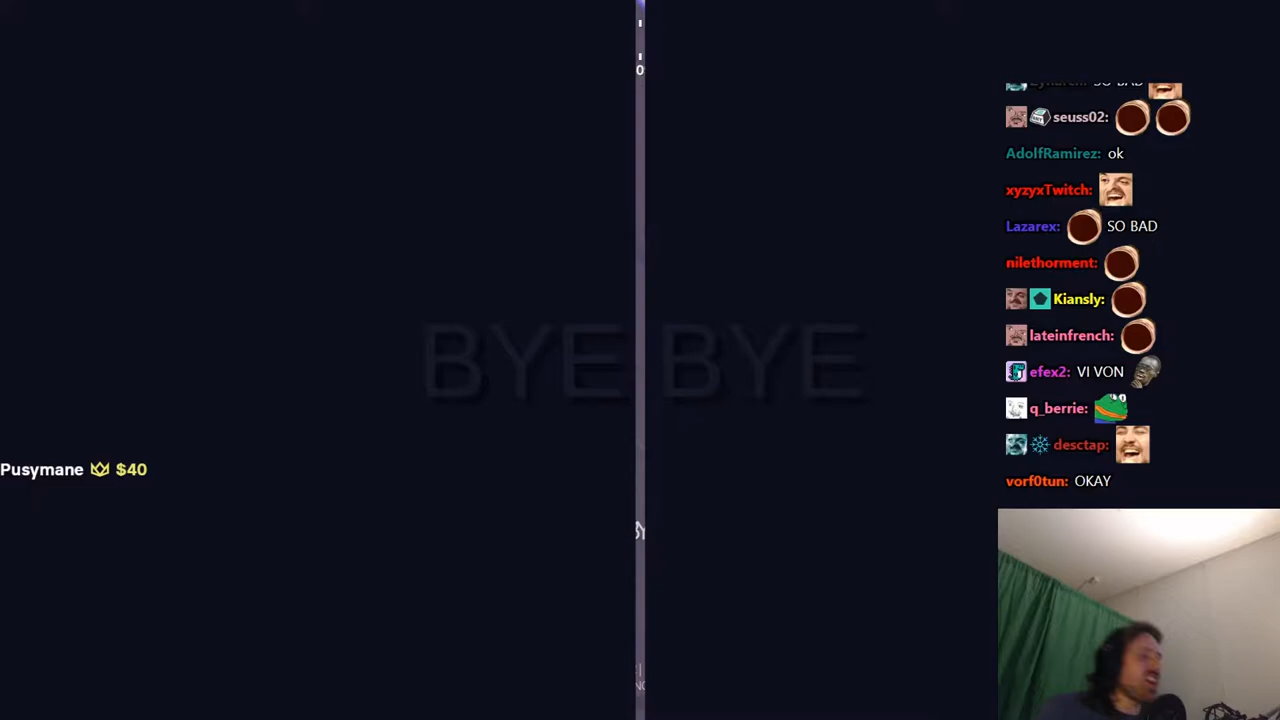 0
seuss02:
AdolfRamirez: ok
xyzyxTwitch:
Lazarex: SO BAD
nilethorment:
Kiansly:
lateinfrench:
BYE BYE
efex2: VI VON
q_berrie:
desctap:
Pusymane $40
vorf0tun: OKAY